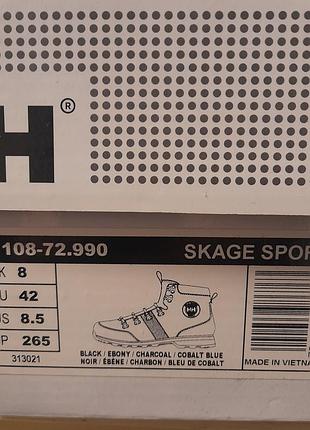 H®
108-72.990 SKAGE SPOR
K 8
U 42
US 8.5
P 265
313021
HH
BLACK / EBONY / CHARCOAL / COBALT BLUE
NOIR / ÉBÈNE / CHARBON / BLEU DE COBALT
MADE IN VIETNA